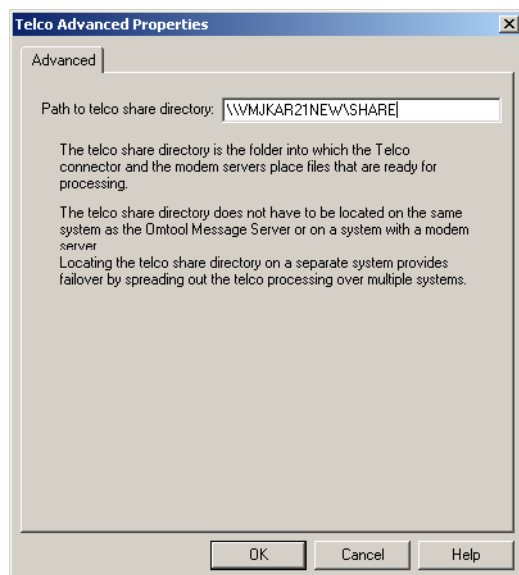 Telco Advanced Properties
Advanced
Path to telco share directory: \\VMJKAR21NEW\SHARE
The telco share directory is the folder into which the Telco
connector and the modem servers place files that are ready for
processing.
The telco share directory does not have to be located on the same
system as the Omtool Message Server or on a system with a modem
server
Locating the telco share directory on a separate system provides
failover by spreading out the telco processing over multiple systems.
OK Cancel Help